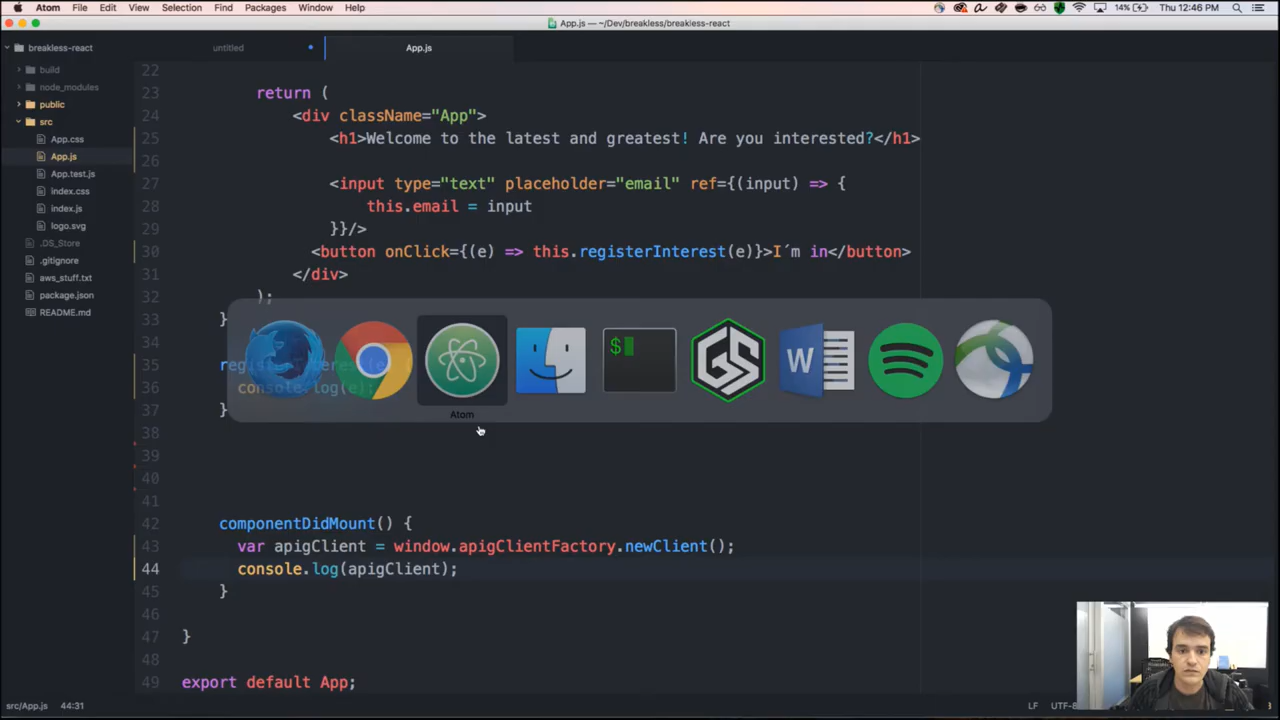 Atom File Edit View Selection Find Packages Window Help 14% Thu 12:46 PM
App.js — ~/Dev/breakless/breakless-react
breakless-react
untitled
App.js
build
node_modules
public
src
App.css
App.js
App.test.js
index.css
index.js
logo.svg
.DS_Store
.gitignore
aws_stuff.txt
package.json
README.md
22
23 return (
24 <div className="App">
25 <h1>Welcome to the latest and greatest! Are you interested?</h1>
26
27 <input type="text" placeholder="email" ref={(input) => {
28 this.email = input
29 }}/>
30 <button onClick={(e) => this.registerInterest(e)}>I´m in</button>
31 </div>
32 );
33 }
34
35
36 console.log(e);
37 }
38
39
40
41
42 componentDidMount() {
43 var apigClient = window.apigClientFactory.newClient();
44 console.log(apigClient);
45 }
46
47 }
48
49 export default App;
$
GS
W
Atom
src/App.js 44:31 LF